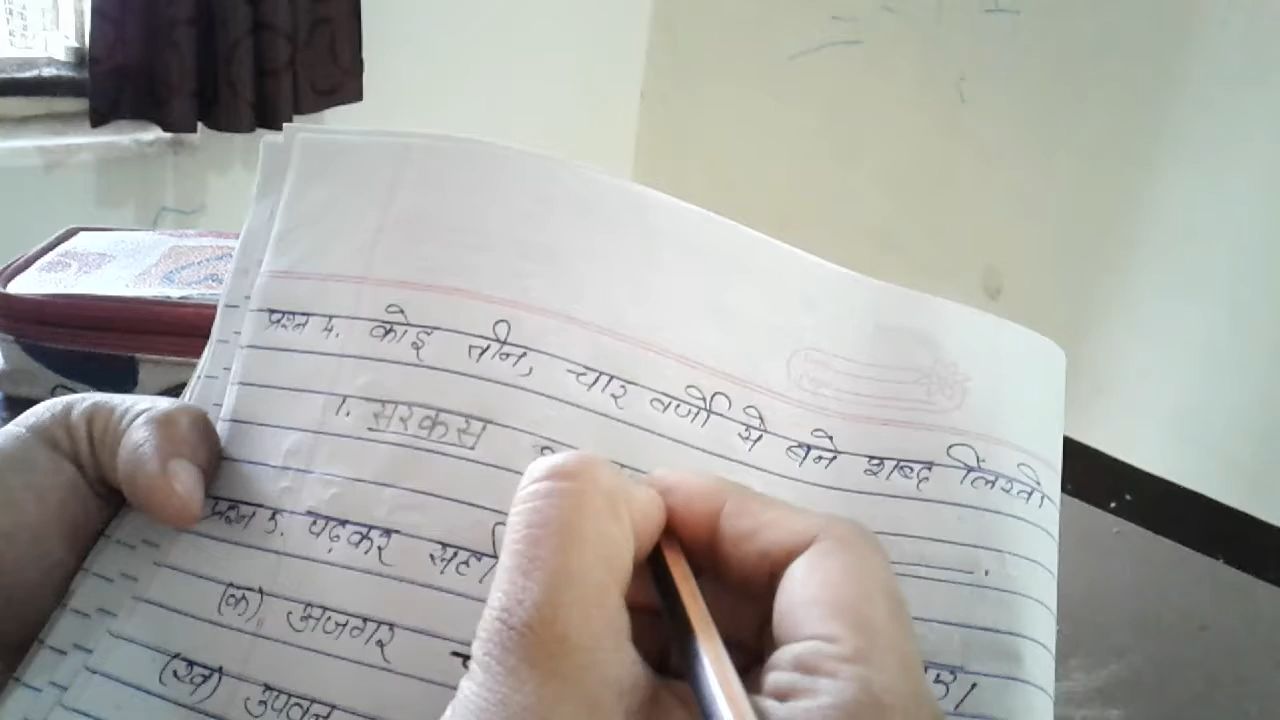 प्रश्न 4. कोइ तीन, चार वर्णों से बने शब्द लिखो
1. सरकस
प्रश्न 5. पढ़कर सही
(क) अजगर
(ख) उपवन